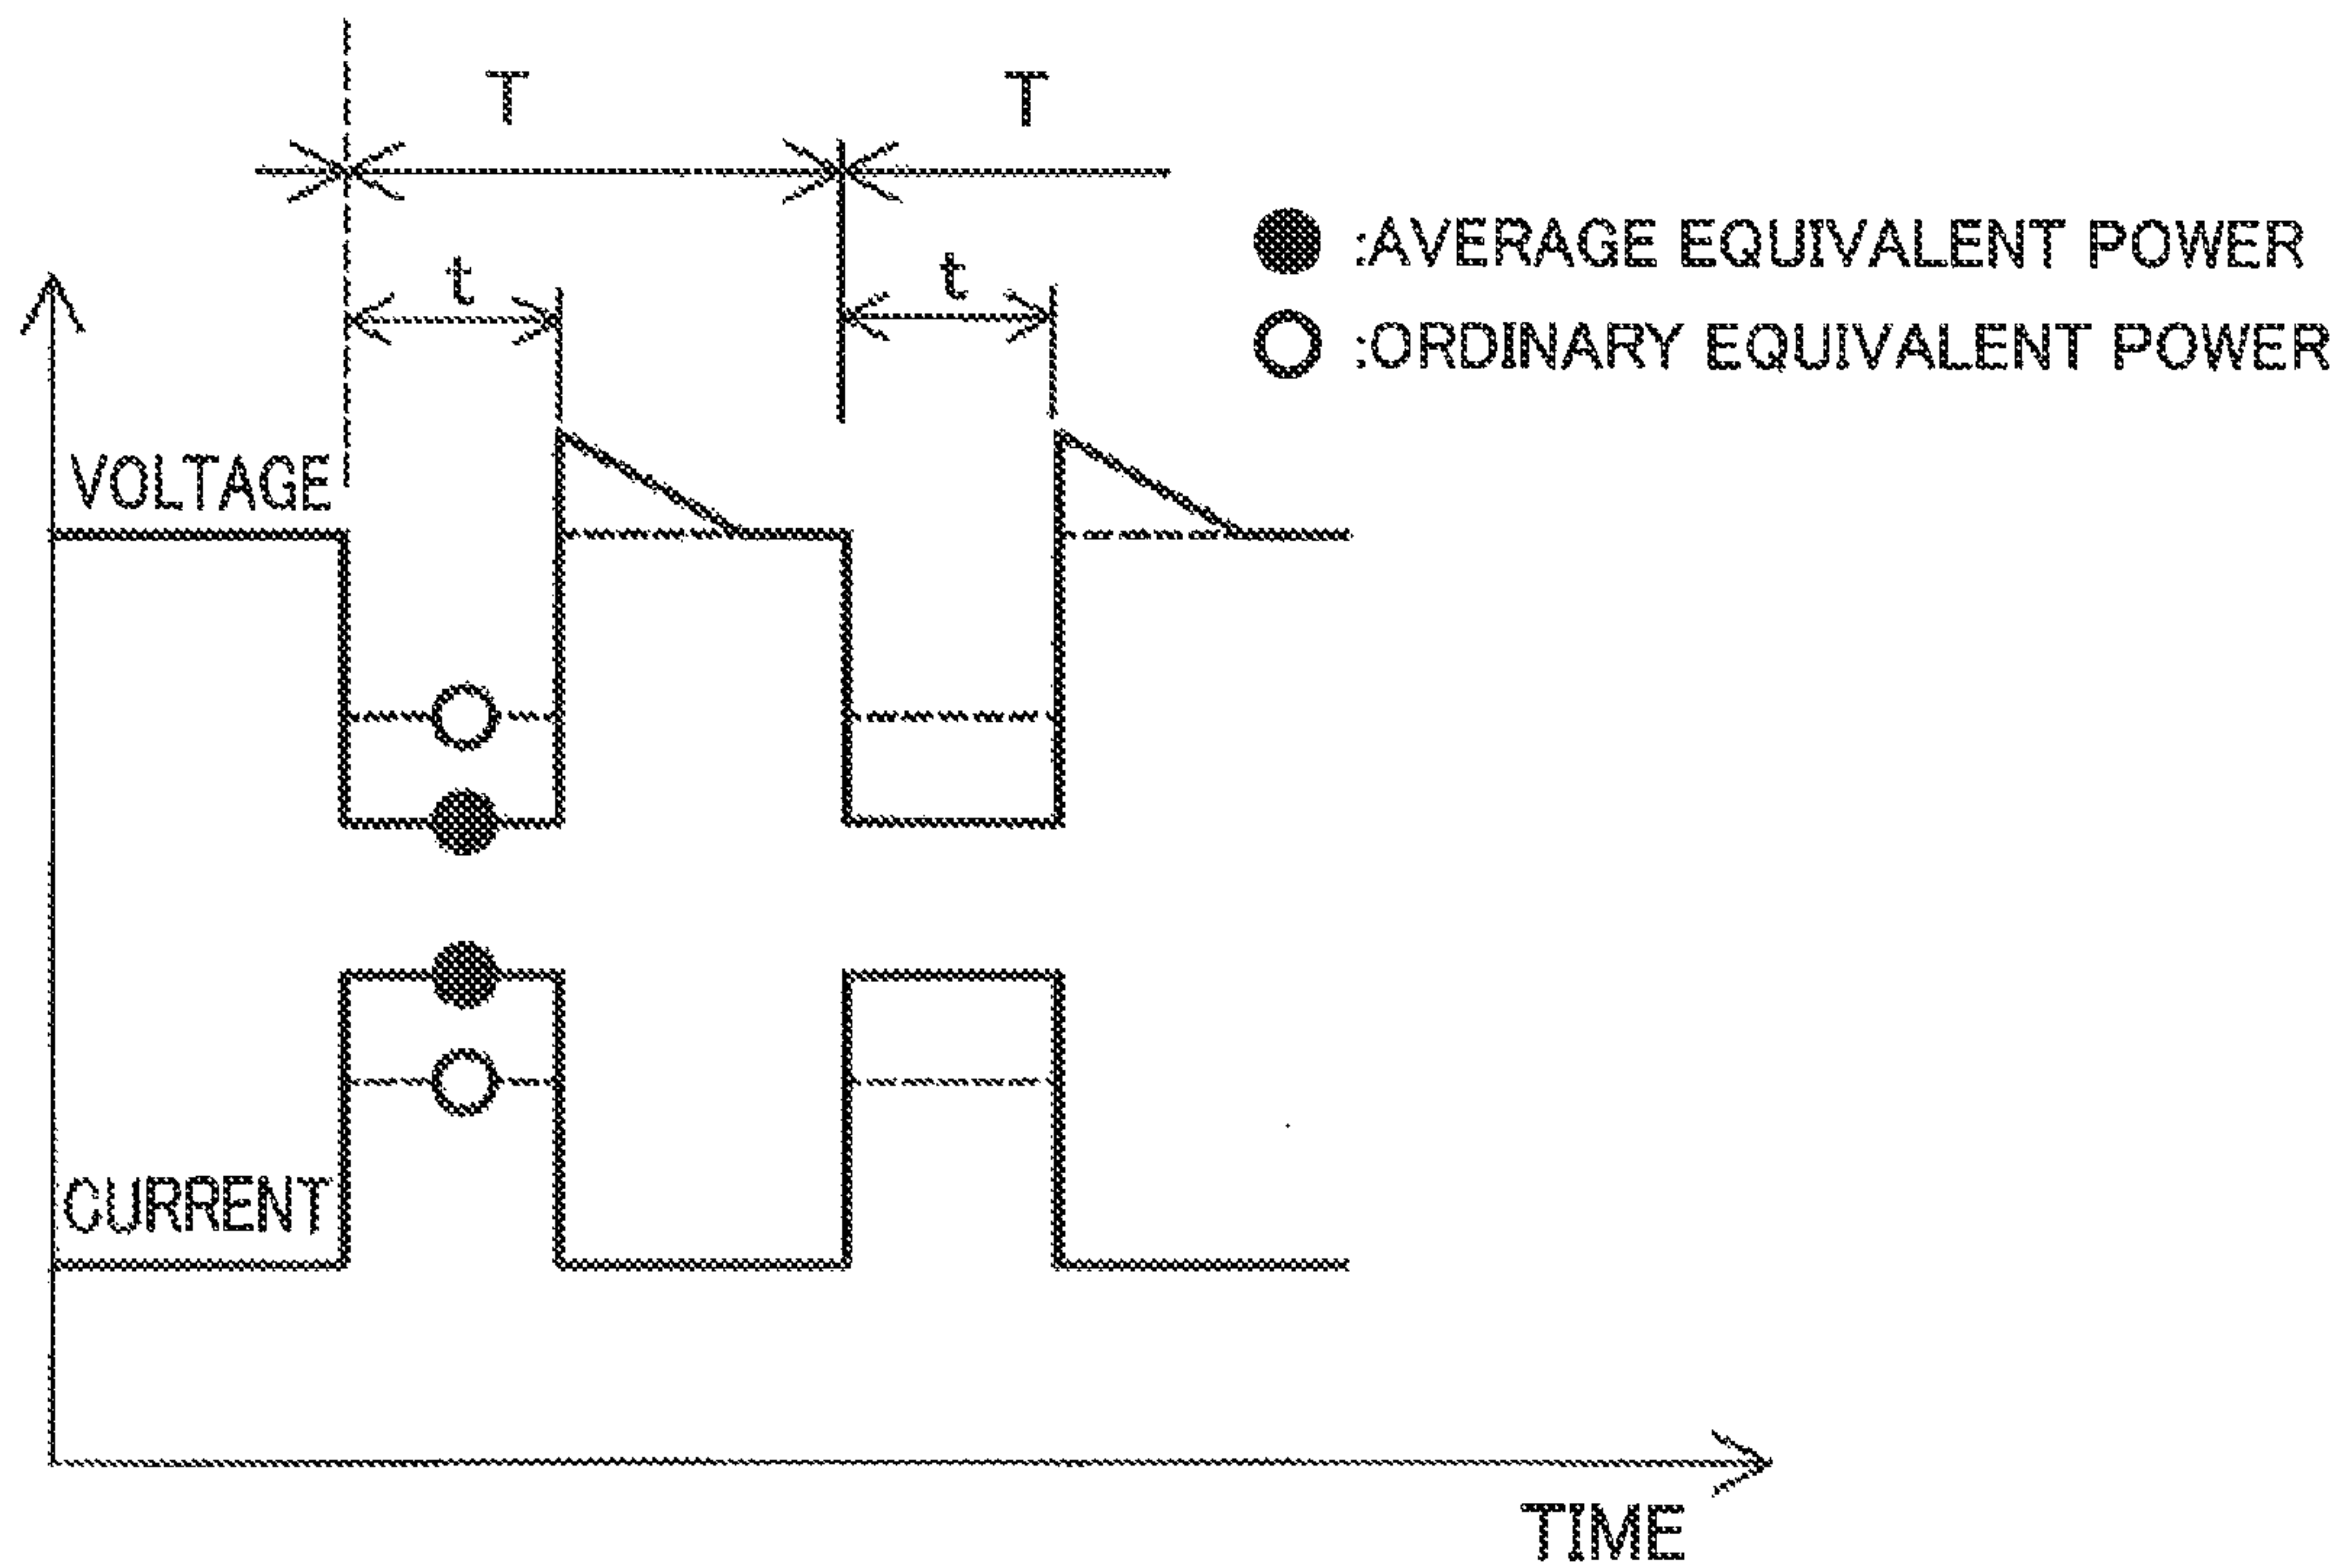 T T
t t
:AVERAGE EQUIVALENT POWER
:ORDINARY EQUIVALENT POWER
VOLTAGE
CURRENT
TIME